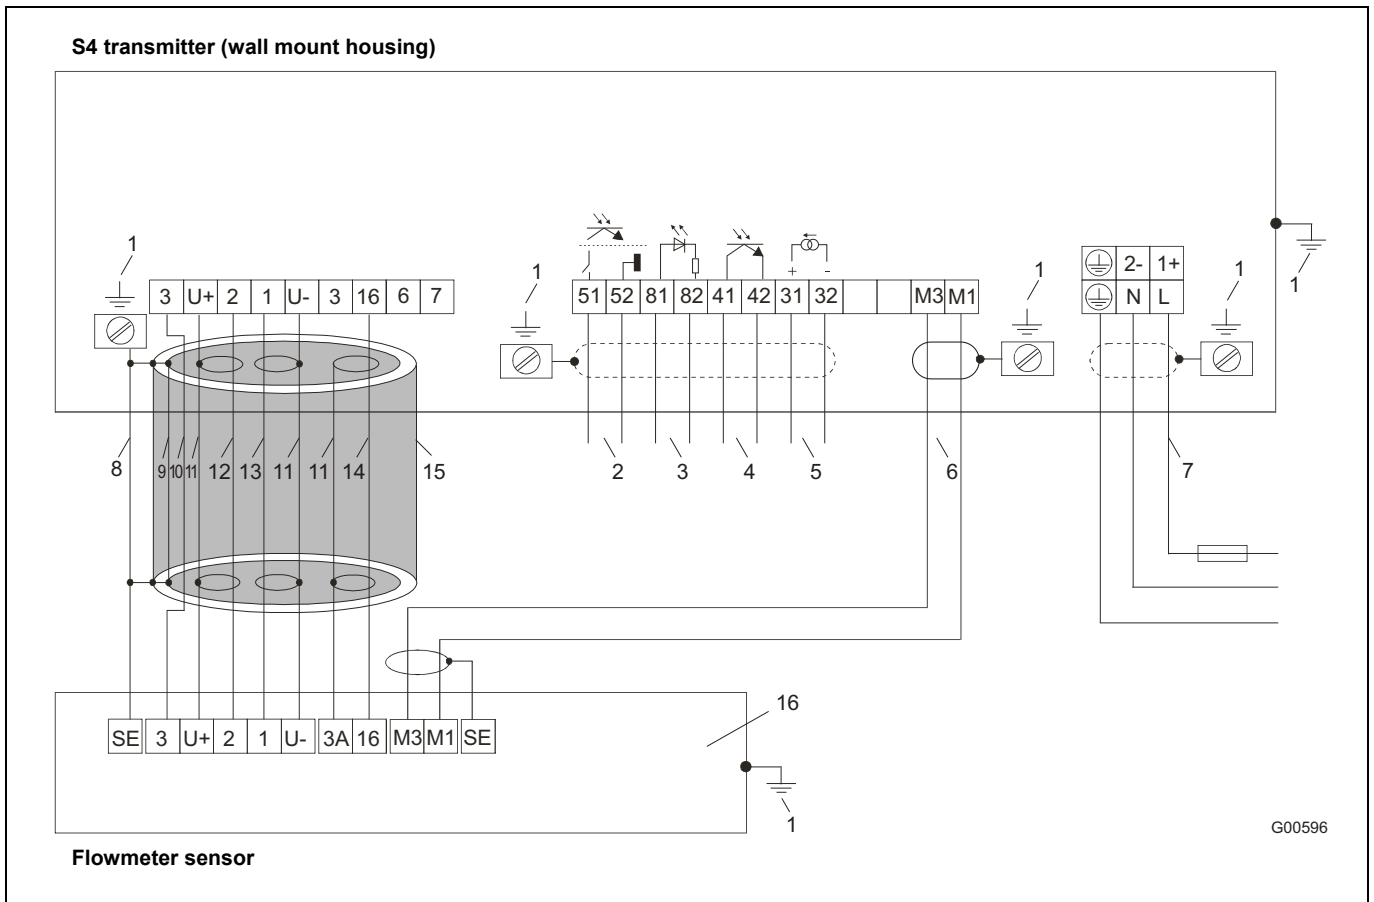 S4 transmitter (wall mount housing)
1
1
1
1
1
2- 1+
3 U+ 2 1 U- 3 16 6 7
51 52 81 82 41 42 31 32 M3 M1
N L
+ -
8 9 10 11 12 13 11 11 14 15
2 3 4 5 6 7
16
SE 3 U+ 2 1 U- 3A 16 M3 M1 SE
1
G00596
Flowmeter sensor